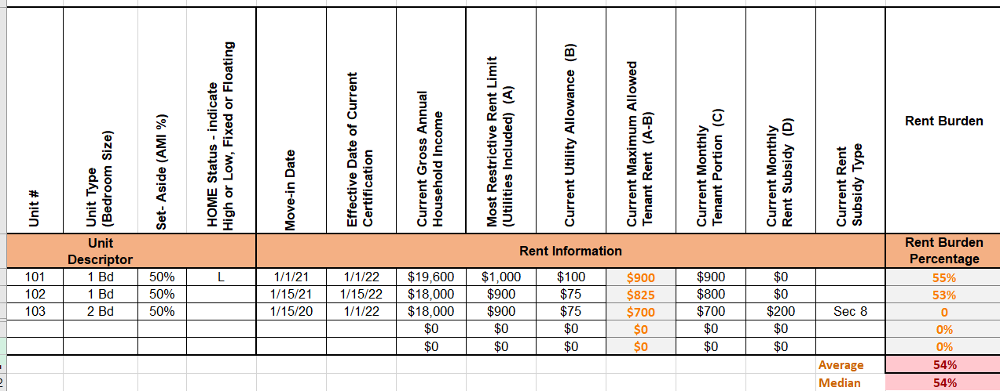 Unit #
Unit Type
(Bedroom Size)
Set- Aside (AMI %)
HOME Status - indicate
High or Low, Fixed or Floating
Move-in Date
Effective Date of Current
Certification
Current Gross Annual
Household Income
Most Restrictive Rent Limit
(Utilities Included) (A)
Current Utility Allowance (B)
Current Maximum Allowed
Tenant Rent (A-B)
Current Monthly
Tenant Portion (C)
Current Monthly
Rent Subsidy (D)
Current Rent
Subsidy Type
Rent Burden
Unit
Descriptor
Rent Information
Rent Burden
Percentage
101 1 Bd 50% L 1/1/21 1/1/22 $19,600 $1,000 $100 $900 $900 $0 55%
102 1 Bd 50% 1/15/21 1/15/22 $18,000 $900 $75 $825 $800 $0 53%
103 2 Bd 50% 1/15/20 1/1/22 $18,000 $900 $75 $700 $700 $200 Sec 8 0
$0 $0 $0 $0 $0 $0 0%
$0 $0 $0 $0 $0 $0 0%
Average 54%
Median 54%